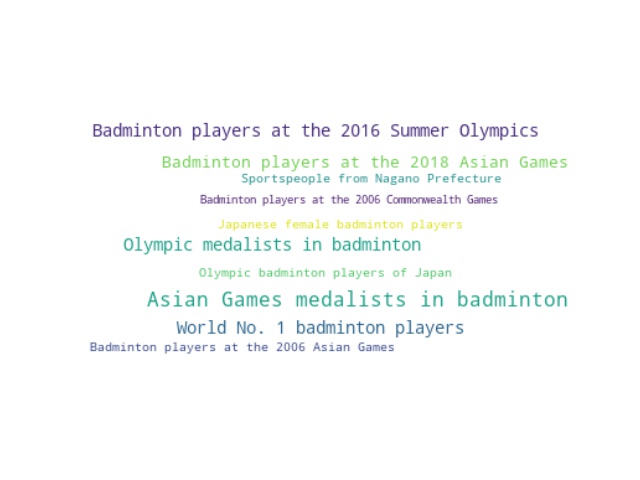 Badminton players at the 2016 Summer Olympics
Badminton players at the 2018 Asian Games
Sportspeople from Nagano Prefecture
Badminton players at the 2006 Commonwealth Games
Japanese female badminton players
Olympic medalists in badminton
Olympic badminton players of Japan
Asian Games medalists in badminton
World No. 1 badminton players
Badminton players at the 2006 Asian Games